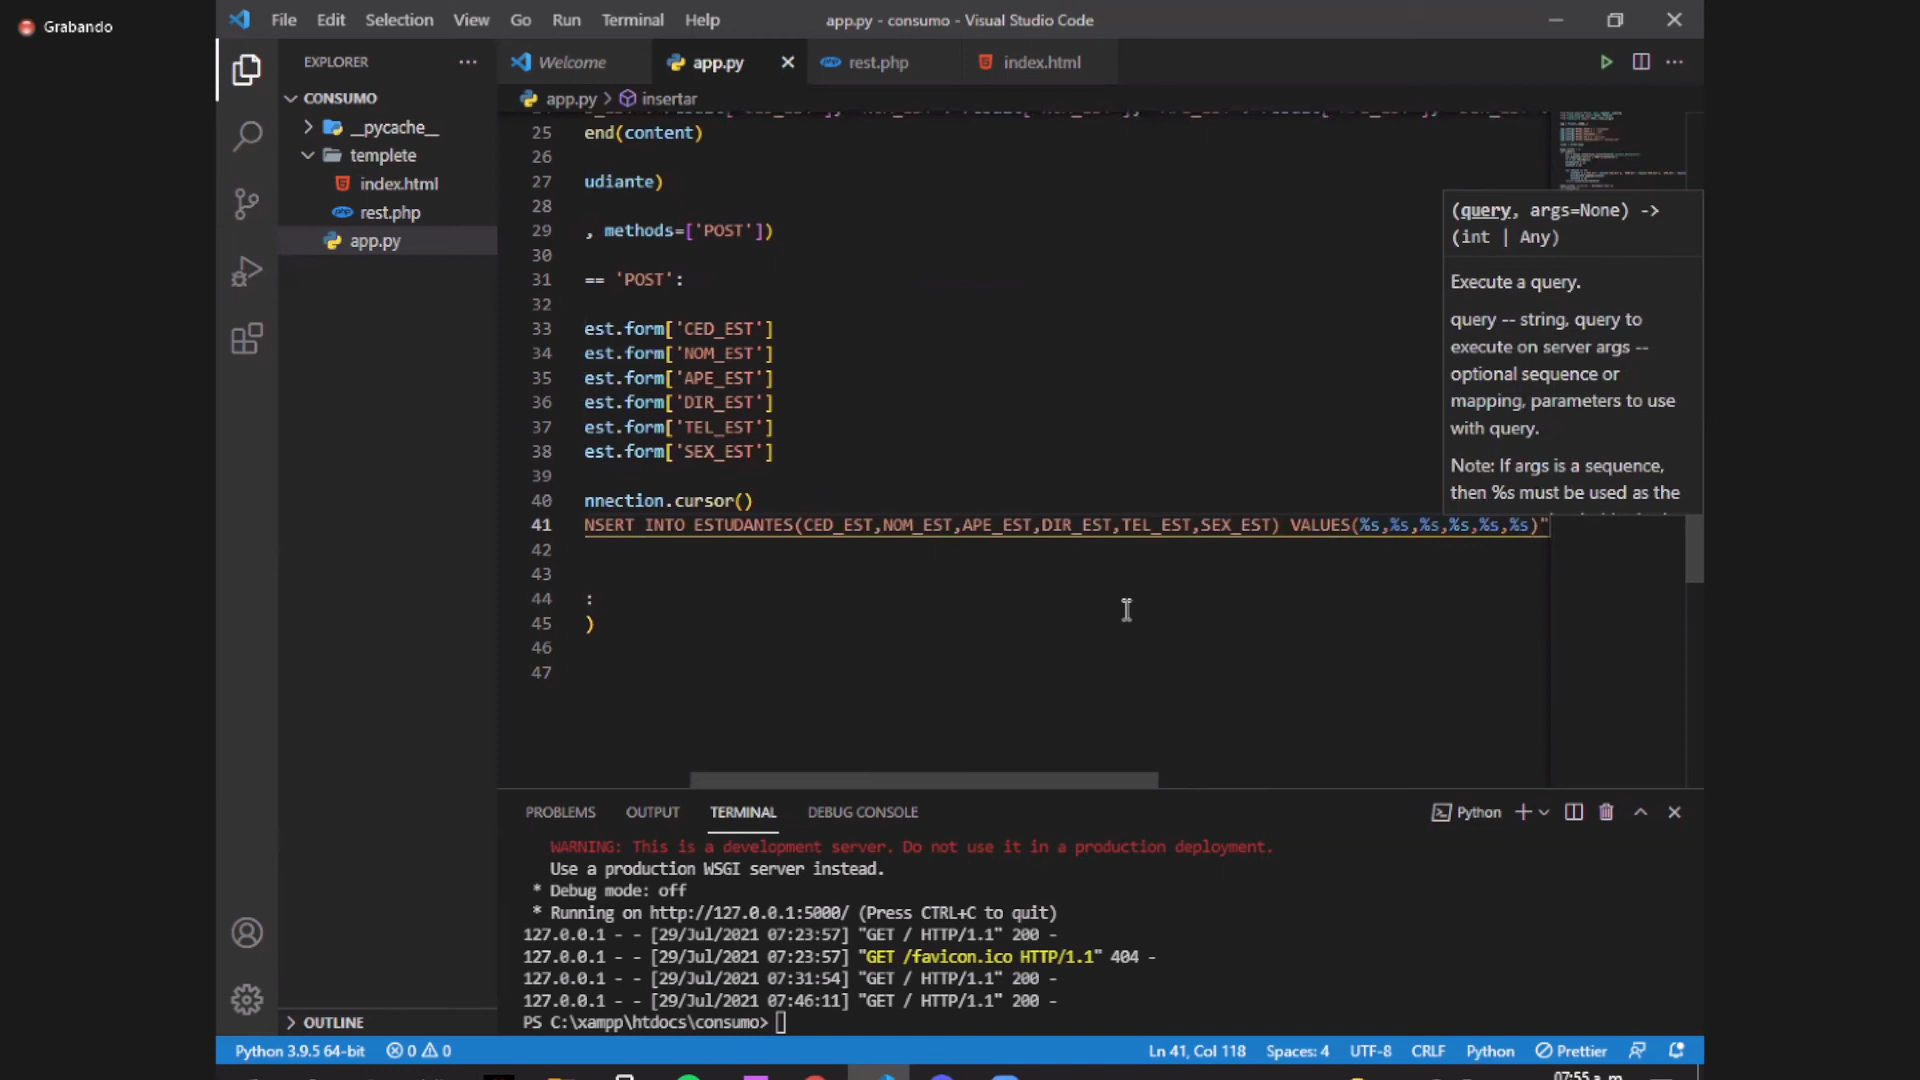 Grabando
File Edit Selection View Go Run Terminal Help
app.py - consumo - Visual Studio Code
EXPLORER
CONSUMO
__pycache__
templete
index.html
rest.php
app.py
OUTLINE
Welcome
app.py
rest.php
index.html
app.py > insertar
25 end(content)
26
27 udiante)
28
29 , methods=['POST'])
30
31 == 'POST':
32
33 est.form['CED_EST']
34 est.form['NOM_EST']
35 est.form['APE_EST']
36 est.form['DIR_EST']
37 est.form['TEL_EST']
38 est.form['SEX_EST']
39
40 nnection.cursor()
41 NSERT INTO ESTUDANTES(CED_EST,NOM_EST,APE_EST,DIR_EST,TEL_EST,SEX_EST) VALUES(%s,%s,%s,%s,%s,%s)"
42
43
44 :
45 )
46
47
(query, args=None) ->
(int | Any)
Execute a query.
query -- string, query to
execute on server args --
optional sequence or
mapping, parameters to use
with query.
Note: If args is a sequence,
then %s must be used as the
PROBLEMS OUTPUT TERMINAL DEBUG CONSOLE
Python
WARNING: This is a development server. Do not use it in a production deployment.
Use a production WSGI server instead.
* Debug mode: off
* Running on http://127.0.0.1:5000/ (Press CTRL+C to quit)
127.0.0.1 - - [29/Jul/2021 07:23:57] "GET / HTTP/1.1" 200 -
127.0.0.1 - - [29/Jul/2021 07:23:57] "GET /favicon.ico HTTP/1.1" 404 -
127.0.0.1 - - [29/Jul/2021 07:31:54] "GET / HTTP/1.1" 200 -
127.0.0.1 - - [29/Jul/2021 07:46:11] "GET / HTTP/1.1" 200 -
PS C:\xampp\htdocs\consumo>
Python 3.9.5 64-bit 0 0 Ln 41, Col 118 Spaces: 4 UTF-8 CRLF Python Prettier
07:55 a. m.